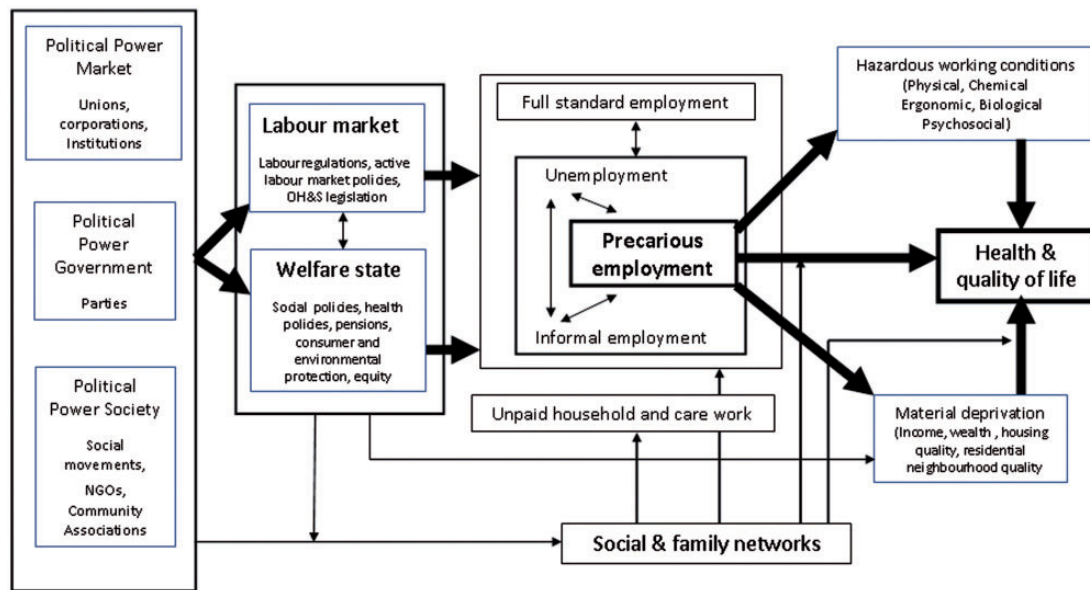 Political Power
Market
Unions,
corporations,
Institutions
Political
Power
Government
Parties
Political
Power Society
Social
movements,
NGOs,
Community
Associations
Labour market
Labour regulations, active
labour market policies,
OH&S legislation
Welfare state
Social policies, health
policies, pensions,
consumer and
environmental
protection, equity
Full standard employment
Unemployment
Precarious
employment
Informal employment
Unpaid household and care work
Social & family networks
Hazardous working conditions
(Physical, Chemical
Ergonomic, Biological
Psychosocial)
Health &
quality of life
Material deprivation
(Income, wealth , housing
quality, residential
neighbourhood quality